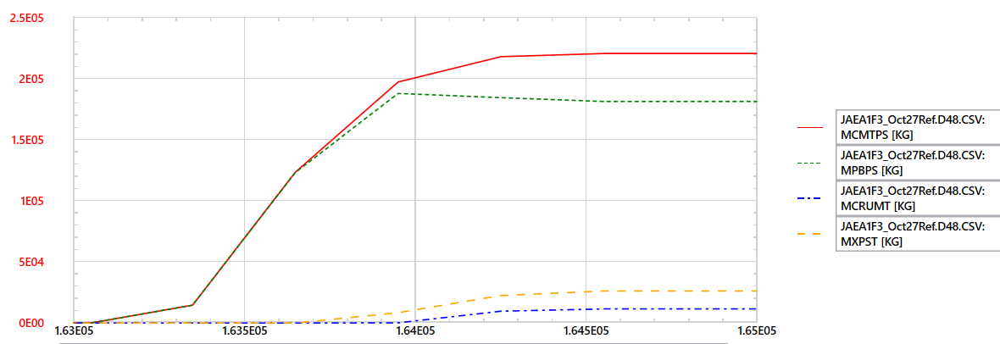 2.5E05
2E05
1.5E05
1E05
5E04
0E00
1.63E05 1.635E05 1.64E05 1.645E05 1.65E05
JAEA1F3_Oct27Ref.D48.CSV:
MCMTPS [KG]
JAEA1F3_Oct27Ref.D48.CSV:
MPBPS [KG]
JAEA1F3_Oct27Ref.D48.CSV:
MCRUMT [KG]
JAEA1F3_Oct27Ref.D48.CSV:
MXPST [KG]